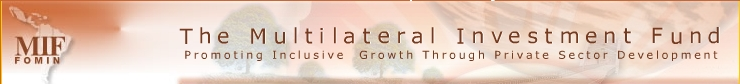 MIF
FOMIN
The Multilateral Investment Fund
Promoting Inclusive Growth Through Private Sector Development